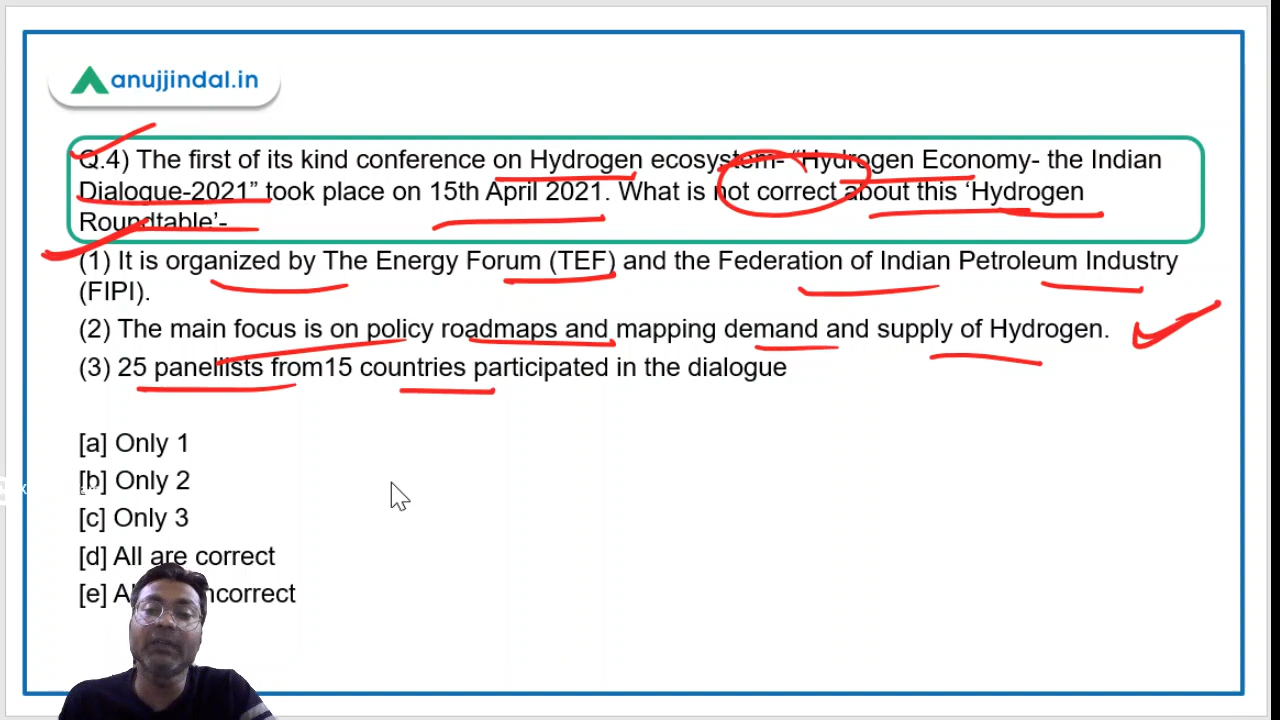 anujjindal.in
Q.4) The first of its kind conference on Hydrogen ecosystem- “Hydrogen Economy- the Indian
Dialogue-2021” took place on 15th April 2021. What is not correct about this ‘Hydrogen
Roundtable’-
(1) It is organized by The Energy Forum (TEF) and the Federation of Indian Petroleum Industry
(FIPI).
(2) The main focus is on policy roadmaps and mapping demand and supply of Hydrogen.
(3) 25 panellists from15 countries participated in the dialogue
[a] Only 1
[b] Only 2
[c] Only 3
[d] All are correct
[e] ncorrect